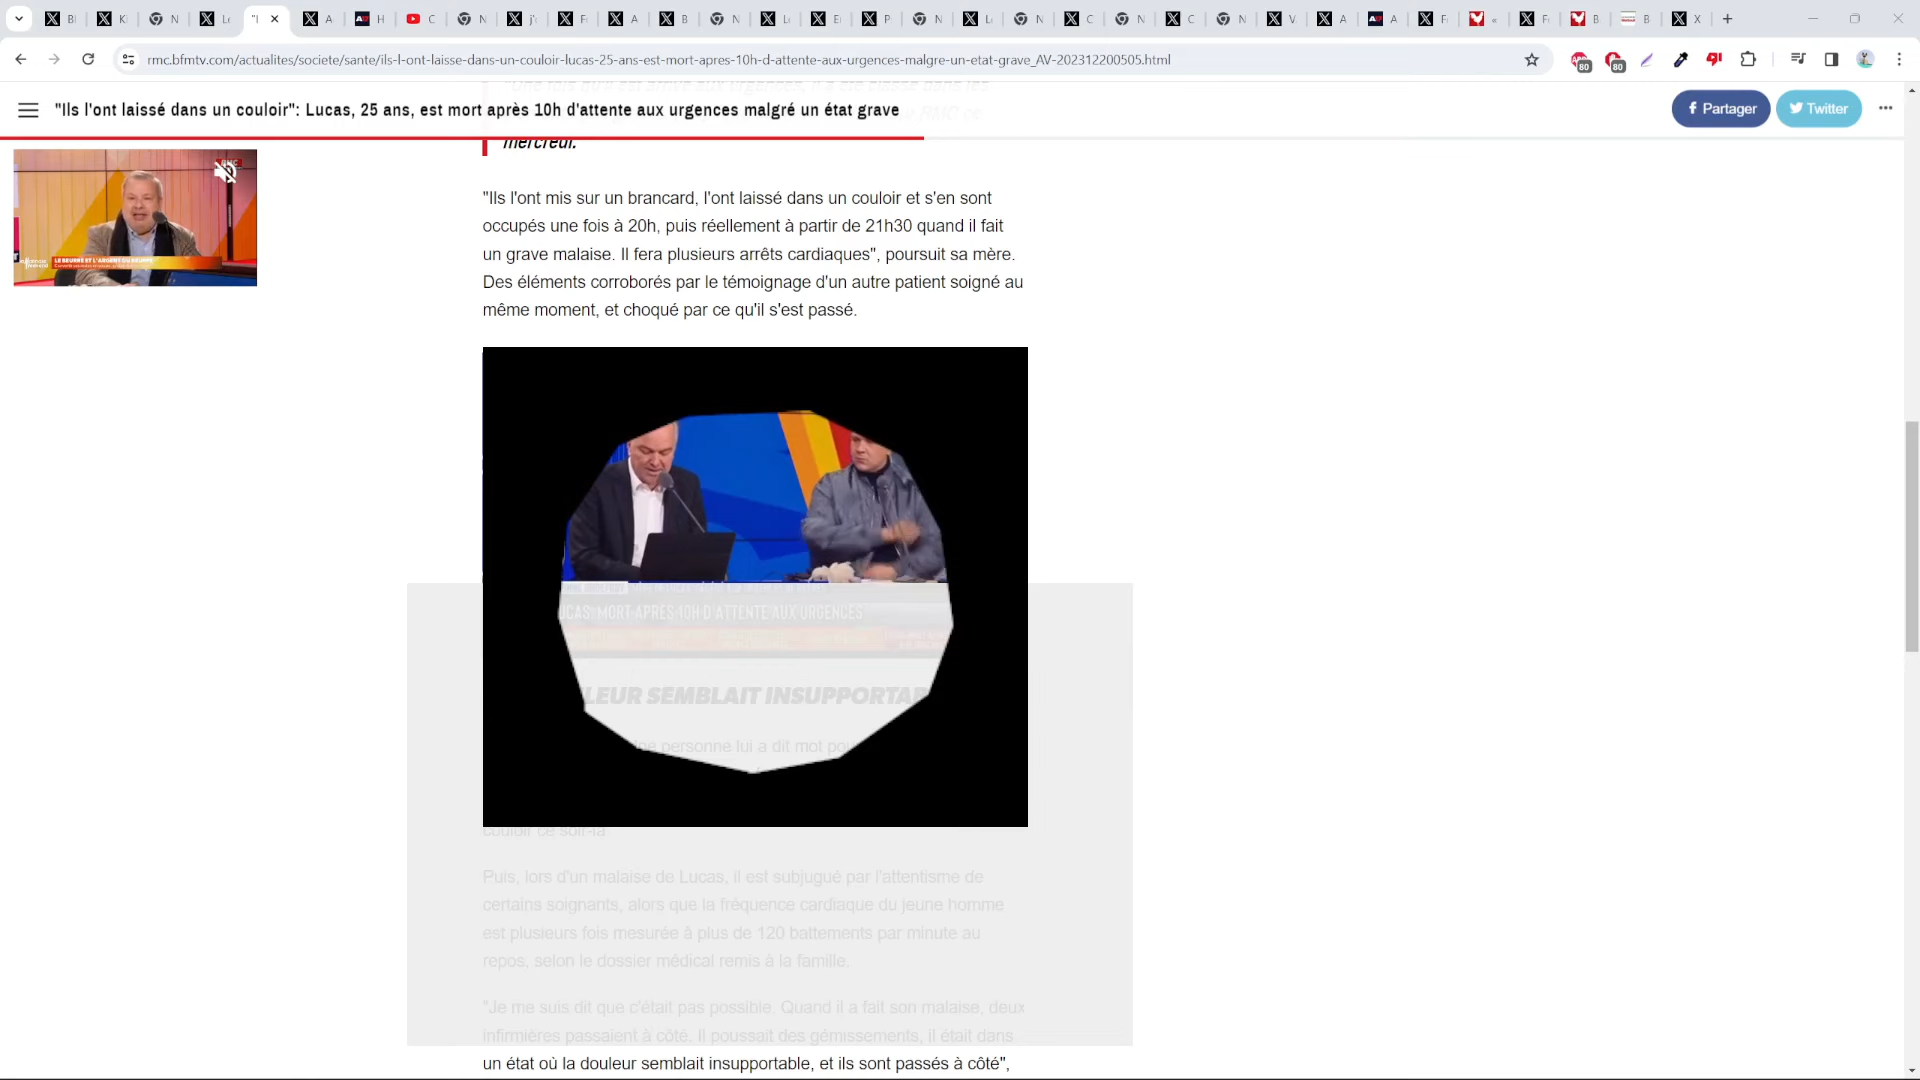 rmc.bfmtv.com/actualites/societe/sante/ils-l-ont-laisse-dans-un-couloir-lucas-25-ans-est-mort-apres-10h-d-attente-aux-urgences-malgre-un-etat-grave_AV-202312200505.html
80
80
"Ils l'ont laissé dans un couloir": Lucas, 25 ans, est mort après 10h d'attente aux urgences malgré un état grave
Partager
Twitter
RMC
mercredi.
"Ils l'ont mis sur un brancard, l'ont laissé dans un couloir et s'en sont
occupés une fois à 20h, puis réellement à partir de 21h30 quand il fait
un grave malaise. Il fera plusieurs arrêts cardiaques", poursuit sa mère.
Des éléments corroborés par le témoignage d'un autre patient soigné au
même moment, et choqué par ce qu'il s'est passé.
LE BEURRE ET L'ARGENT DU BEURRE
UCAS: MORT APRÈS 10H D'ATTENTE AUX URGENCES
LEUR SEMBLAIT INSUPPORTAB
ne personne lui a dit mot pou
couloir ce soir-là
Puis, lors d'un malaise de Lucas, il est subjugué par l'attentisme de
certains soignants, alors que la fréquence cardiaque du jeune homme
est plusieurs fois mesurée à plus de 120 battements par minute au
repos, selon le dossier médical remis à la famille.
"Je me suis dit que c'était pas possible. Quand il a fait son malaise, deux
infirmières passaient à côté. Il poussait des gémissements, il était dans
un état où la douleur semblait insupportable, et ils sont passés à côté",